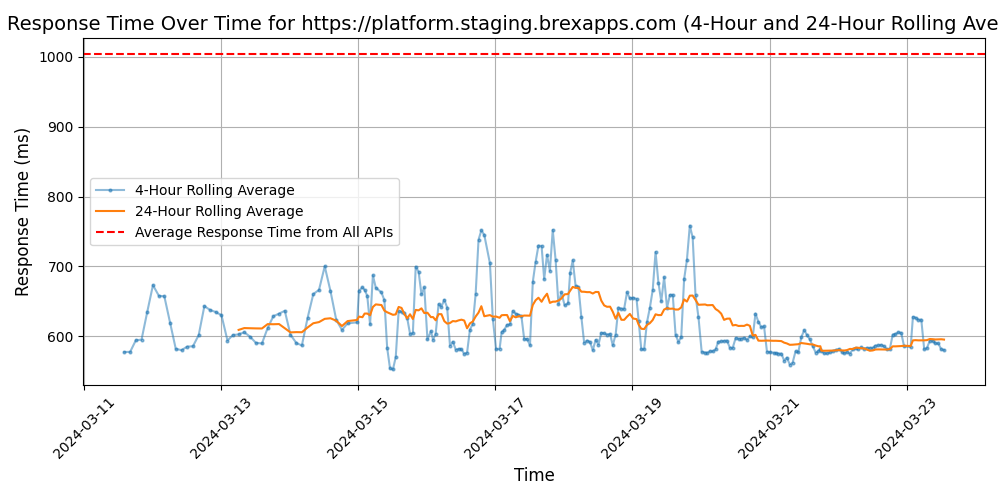 Response Time Over Time for https://platform.staging.brexapps.com (4-Hour and 24-Hour Rolling Ave
1000
900
800
700
600
Response Time (ms)
4-Hour Rolling Average
24-Hour Rolling Average
Average Response Time from All APIs
2024-03-11
2024-03-13
2024-03-15
2024-03-17
2024-03-19
2024-03-21
2024-03-23
Time